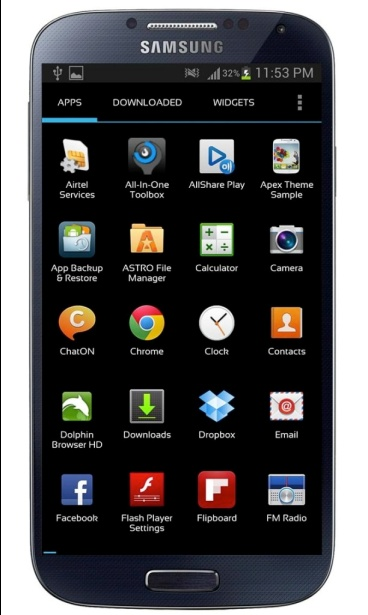 SAMSUNG
32% 11:53 PM
APPS DOWNLOADED WIDGETS
Airtel Services
All-In-One Toolbox
AllShare Play
Apex Theme Sample
App Backup & Restore
ASTRO File Manager
Calculator
Camera
ChatON
Chrome
Clock
Contacts
Dolphin Browser HD
Downloads
Dropbox
Email
Facebook
Flash Player Settings
Flipboard
FM Radio